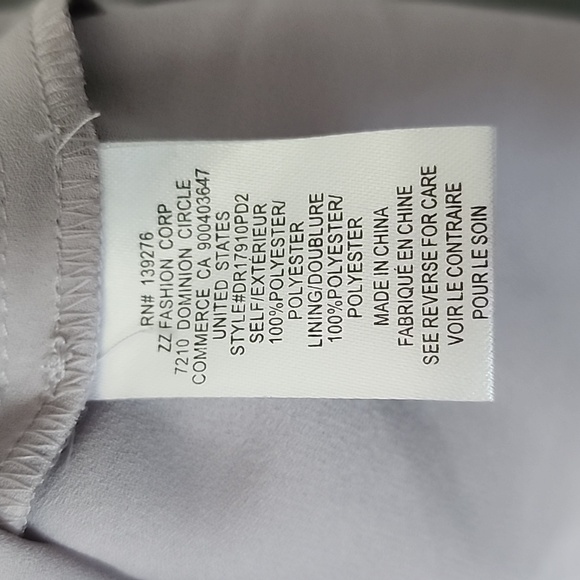 RN# 139276
ZZ FASHION CORP
7210 DOMINION CIRCLE
COMMERCE CA 900403647
UNITED STATES
STYLE#DR17910PD2
SELF/EXTÉRIEUR
100%POLYESTER/
POLYESTER
LINING/DOUBLURE
100%POLYESTER/
POLYESTER
MADE IN CHINA
FABRIQUÉ EN CHINE
SEE REVERSE FOR CARE
VOIR LE CONTRAIRE
POUR LE SOIN